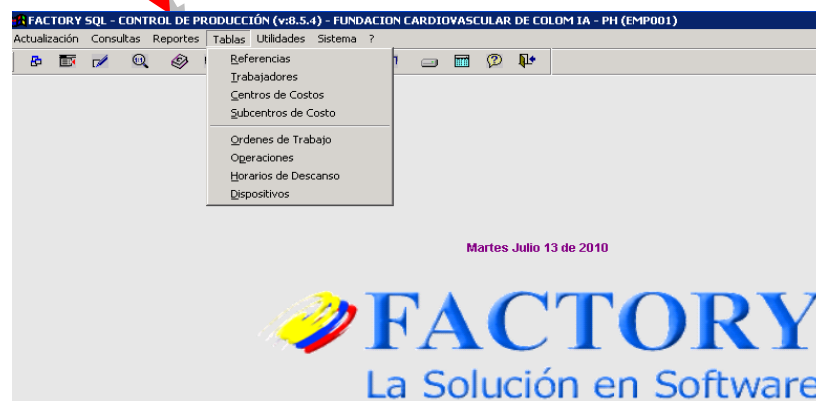 FACTORY SQL - CONTROL DE PRODUCCIÓN (v:8.5.4) - FUNDACION CARDIOVASCULAR DE COLOM IA - PH (EMP001)
Actualización Consultas Reportes Tablas Utilidades Sistema ?
Referencias
Trabajadores
Centros de Costos
Subcentros de Costo
Ordenes de Trabajo
Operaciones
Horarios de Descanso
Dispositivos
Martes Julio 13 de 2010
FACTORY
La Solución en Software